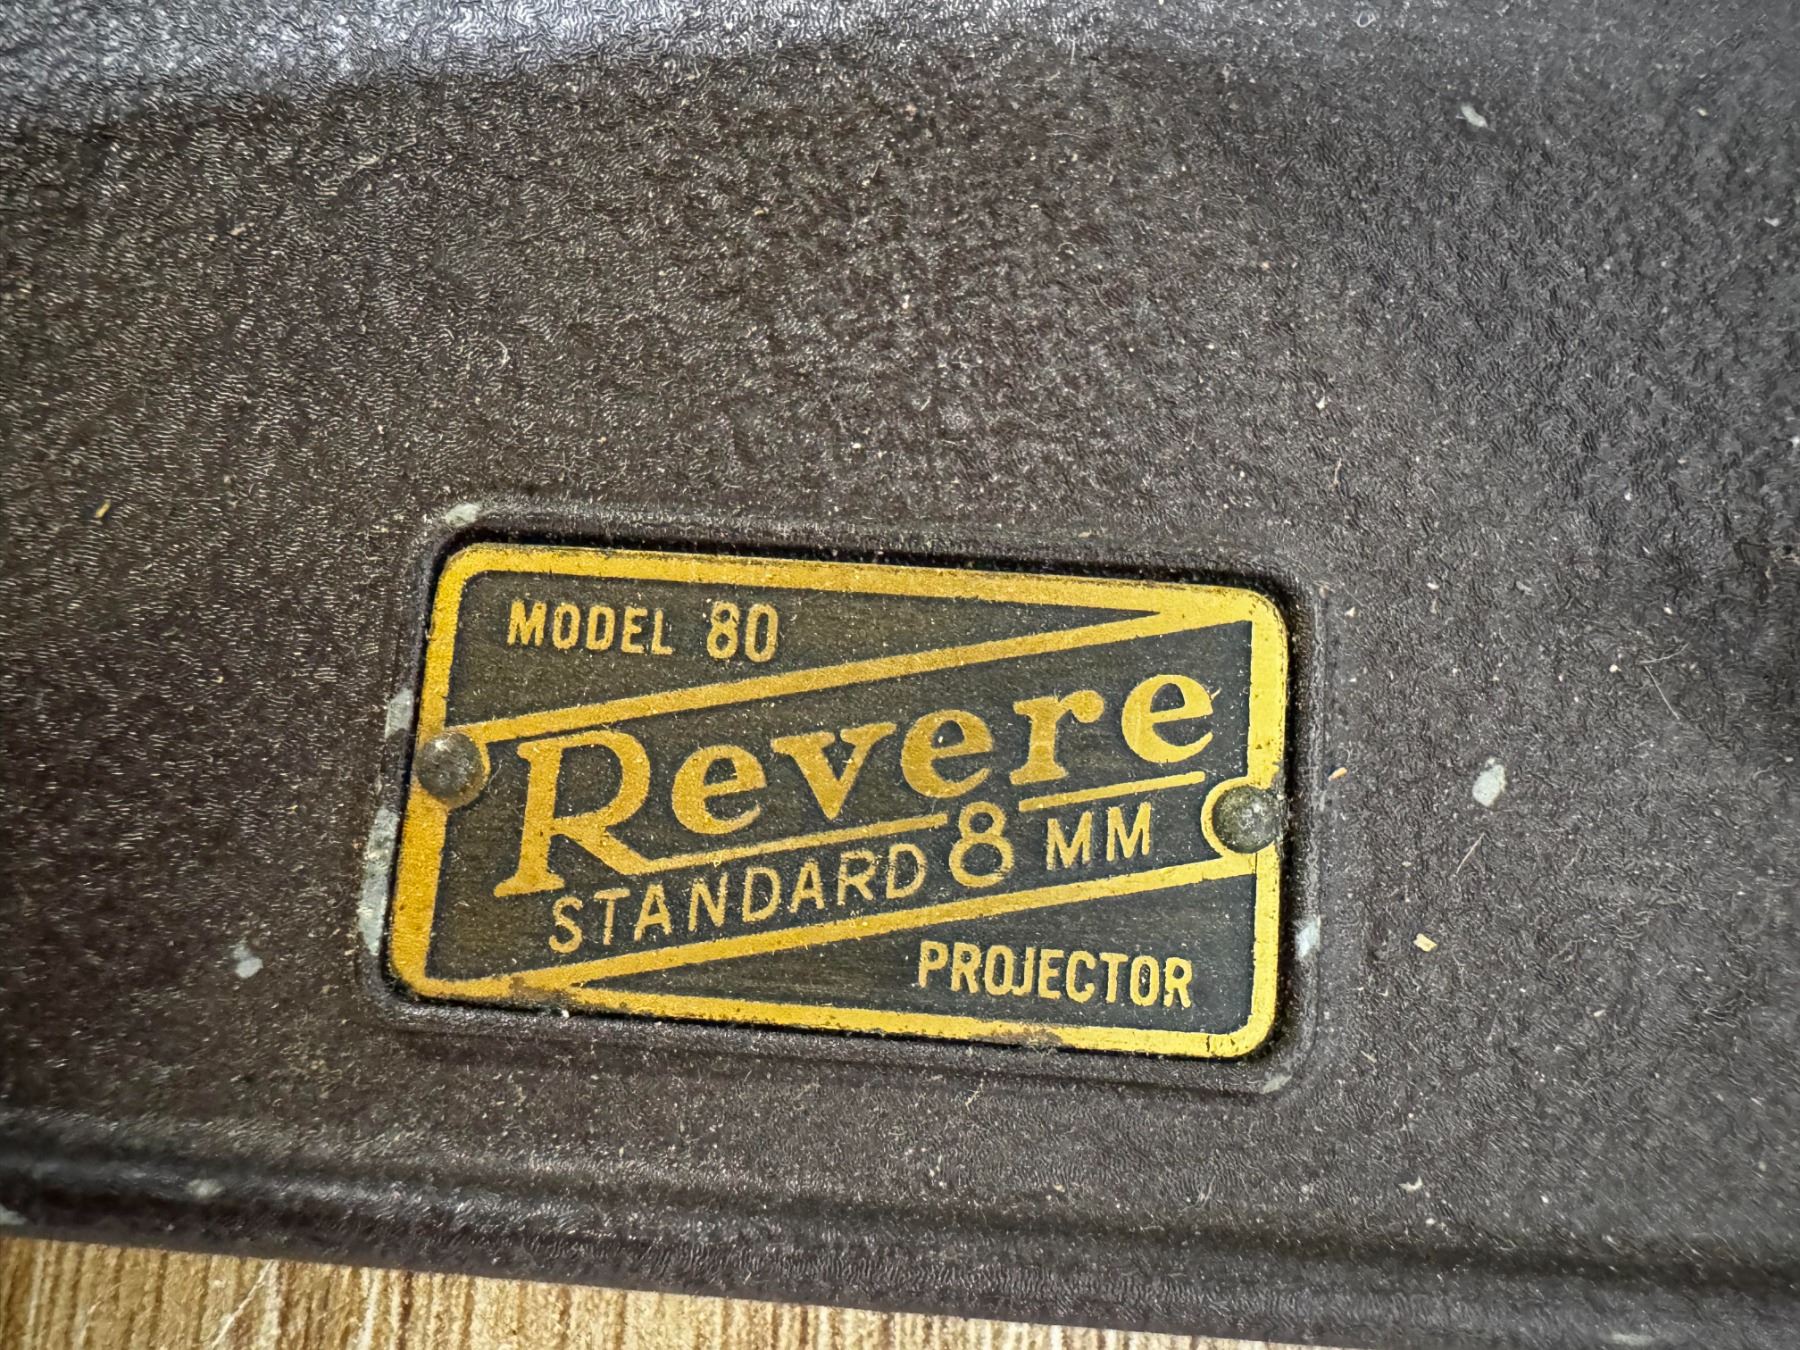 MODEL 80
Revere
STANDARD 8 MM
PROJECTOR